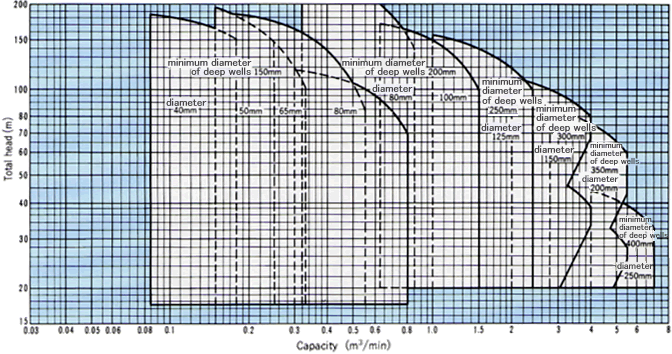 200
150
100
80
70
60
50
40
30
20
15
Total head (m)
minimum diameter
of deep wells 150mm
diameter
40mm
50mm
65mm
80mm
minimum diameter
of deep wells
200mm
diameter
80mm
100mm
minimum
diameter
of deep wells
250mm
diameter
125mm
minimum
diameter
of deep wells
300mm
diameter
150mm
minimum
diameter
of deep wells
350mm
diameter
200mm
minimum
diameter
of deep wells
400mm
diameter
250mm
0.03 0.04 0.05 0.06 0.08 0.1 0.2 0.3 0.4 0.5 0.6 0.8 1.0 1.5 2 3 4 5 6 8
Capacity (m³/min)